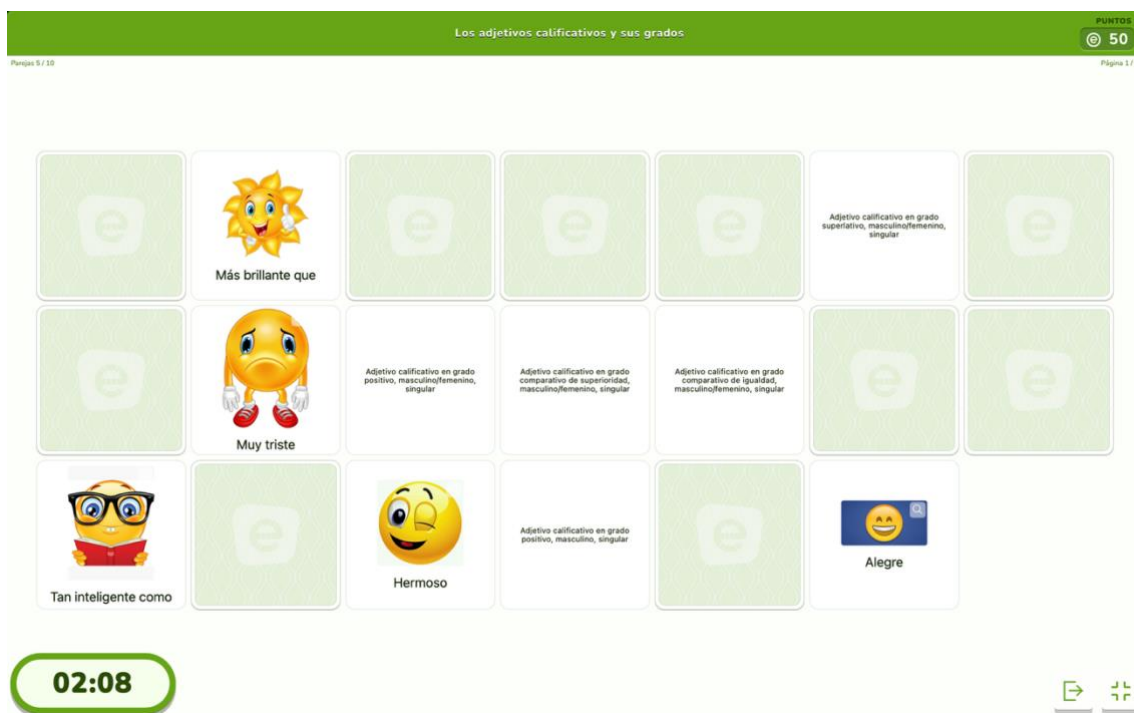 Los adjetivos calificativos y sus grados
PUNTOS
50
Parejas 5 / 10
Página 1 /
Más brillante que
Adjetivo calificativo en grado
superlativo, masculino/femenino,
singular
Muy triste
Adjetivo calificativo en grado
positivo, masculino/femenino,
singular
Adjetivo calificativo en grado
comparativo de superioridad,
masculino/femenino, singular
Adjetivo calificativo en grado
comparativo de igualdad,
masculino/femenino, singular
Tan inteligente como
Hermoso
Adjetivo calificativo en grado
positivo, masculino, singular
Alegre
02:08